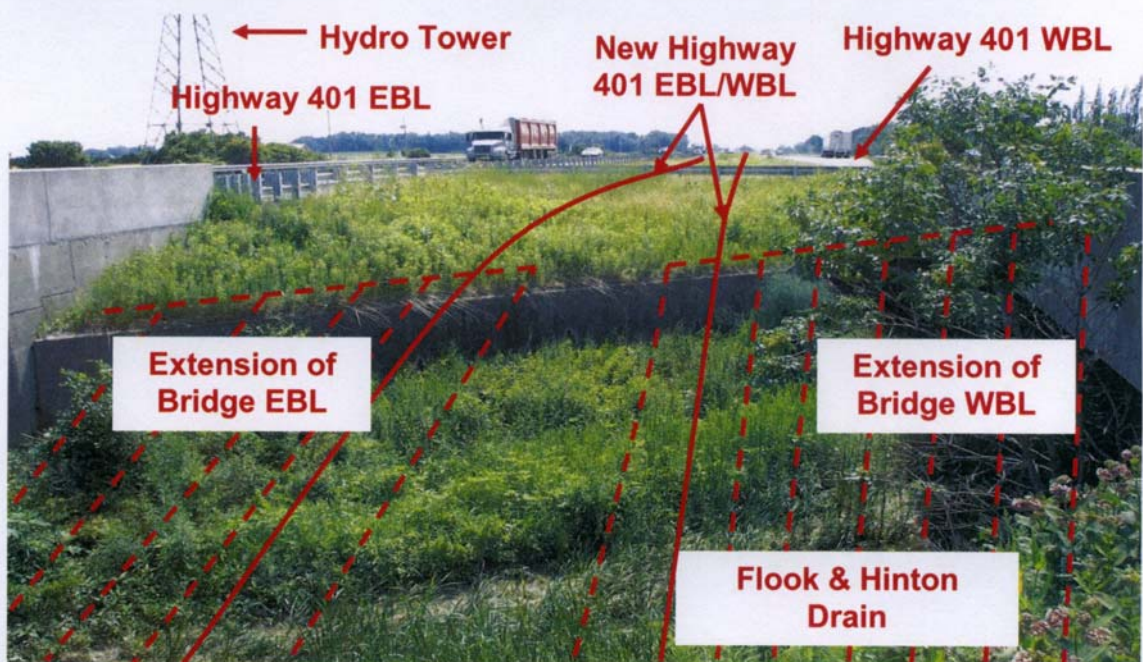 Hydro Tower
Highway 401 EBL
New Highway
401 EBL/WBL
Highway 401 WBL
Extension of
Bridge EBL
Extension of
Bridge WBL
Flook & Hinton
Drain